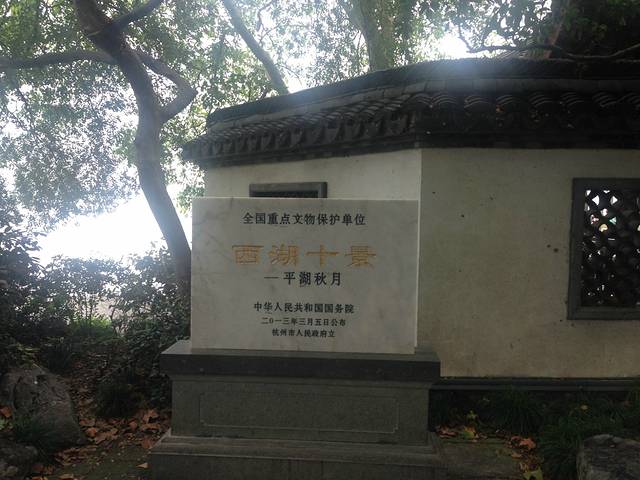 全国重点文物保护单位
西湖十景
—平湖秋月
中华人民共和国国务院
二〇一三年三月五日公布
杭州市人民政府立